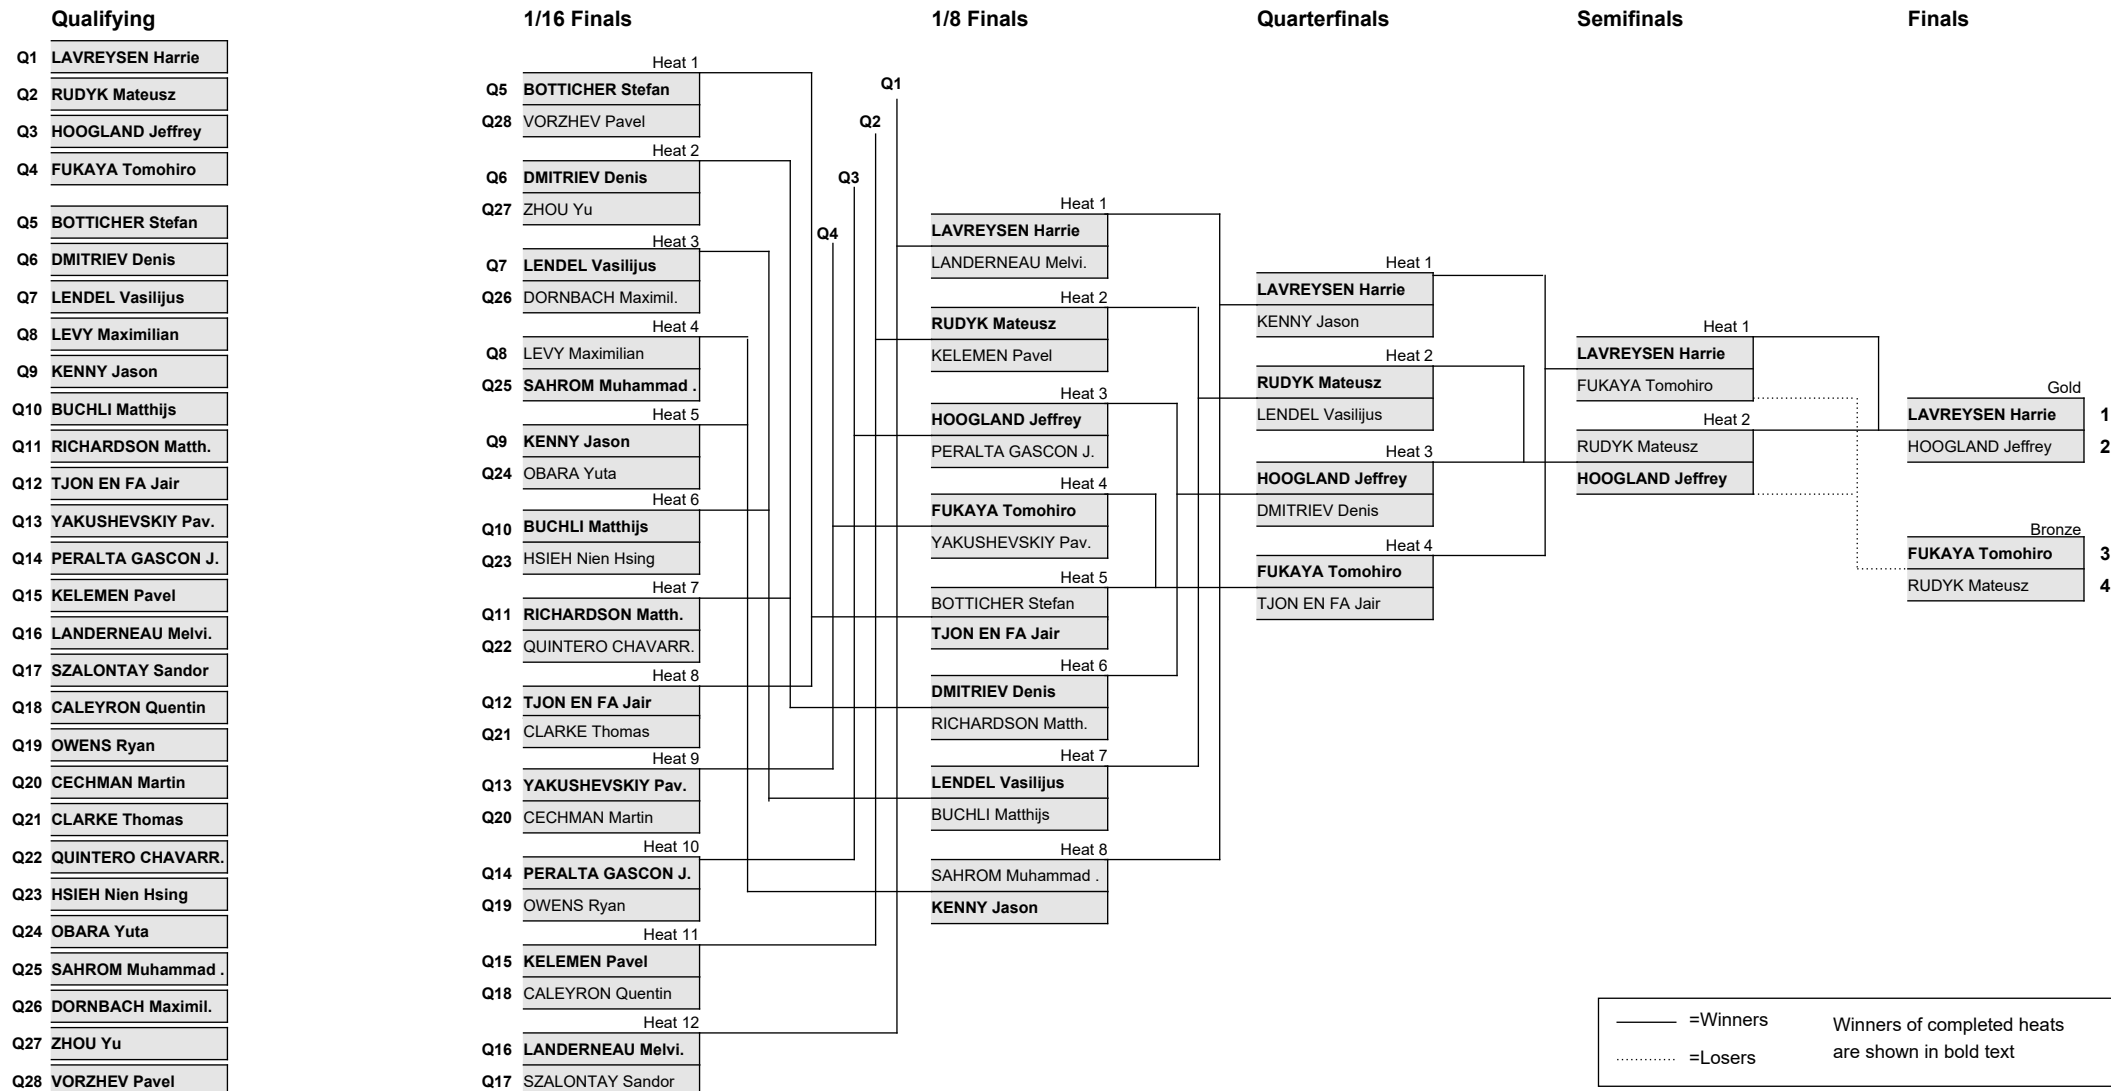 Qualifying
Q1 LAVREYSEN Harrie
Q2 RUDYK Mateusz
Q3 HOOGLAND Jeffrey
Q4 FUKAYA Tomohiro
Q5 BOTTICHER Stefan
Q6 DMITRIEV Denis
Q7 LENDEL Vasilijus
Q8 LEVY Maximilian
Q9 KENNY Jason
Q10 BUCHLI Matthijs
Q11 RICHARDSON Matth.
Q12 TJON EN FA Jair
Q13 YAKUSHEVSKIY Pav.
Q14 PERALTA GASCON J.
Q15 KELEMEN Pavel
Q16 LANDERNEAU Melvi.
Q17 SZALONTAY Sandor
Q18 CALEYRON Quentin
Q19 OWENS Ryan
Q20 CECHMAN Martin
Q21 CLARKE Thomas
Q22 QUINTERO CHAVARR.
Q23 HSIEH Nien Hsing
Q24 OBARA Yuta
Q25 SAHROM Muhammad .
Q26 DORNBACH Maximil.
Q27 ZHOU Yu
Q28 VORZHEV Pavel
1/16 Finals
Heat 1
Q5 BOTTICHER Stefan
Q28 VORZHEV Pavel
Heat 2
Q6 DMITRIEV Denis
Q27 ZHOU Yu
Heat 3
Q7 LENDEL Vasilijus
Q26 DORNBACH Maximil.
Heat 4
Q8 LEVY Maximilian
Q25 SAHROM Muhammad .
Heat 5
Q9 KENNY Jason
Q24 OBARA Yuta
Heat 6
Q10 BUCHLI Matthijs
Q23 HSIEH Nien Hsing
Heat 7
Q11 RICHARDSON Matth.
Q22 QUINTERO CHAVARR.
Heat 8
Q12 TJON EN FA Jair
Q21 CLARKE Thomas
Heat 9
Q13 YAKUSHEVSKIY Pav.
Q20 CECHMAN Martin
Heat 10
Q14 PERALTA GASCON J.
Q19 OWENS Ryan
Heat 11
Q15 KELEMEN Pavel
Q18 CALEYRON Quentin
Heat 12
Q16 LANDERNEAU Melvi.
Q17 SZALONTAY Sandor
1/8 Finals
Q1
Q2
Q3
Q4
Heat 1
LAVREYSEN Harrie
LANDERNEAU Melvi.
Heat 2
RUDYK Mateusz
KELEMEN Pavel
Heat 3
HOOGLAND Jeffrey
PERALTA GASCON J.
Heat 4
FUKAYA Tomohiro
YAKUSHEVSKIY Pav.
Heat 5
BOTTICHER Stefan
TJON EN FA Jair
Heat 6
DMITRIEV Denis
RICHARDSON Matth.
Heat 7
LENDEL Vasilijus
BUCHLI Matthijs
Heat 8
SAHROM Muhammad .
KENNY Jason
Quarterfinals
Heat 1
LAVREYSEN Harrie
KENNY Jason
Heat 2
RUDYK Mateusz
LENDEL Vasilijus
Heat 3
HOOGLAND Jeffrey
DMITRIEV Denis
Heat 4
FUKAYA Tomohiro
TJON EN FA Jair
Semifinals
Heat 1
LAVREYSEN Harrie
FUKAYA Tomohiro
Heat 2
RUDYK Mateusz
HOOGLAND Jeffrey
Finals
Gold
LAVREYSEN Harrie 1
HOOGLAND Jeffrey 2
Bronze
FUKAYA Tomohiro 3
RUDYK Mateusz 4
=Winners
=Losers
Winners of completed heats
are shown in bold text